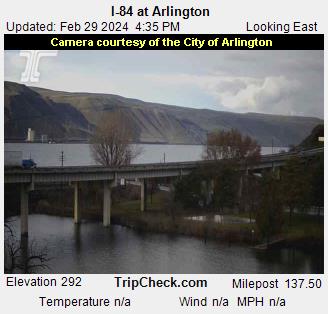 I-84 at Arlington
Updated: Feb 29 2024 4:35 PM Looking East
Camera courtesy of the City of Arlington
Elevation 292 TripCheck.com Milepost 137.50
Temperature n/a Wind n/a MPH n/a